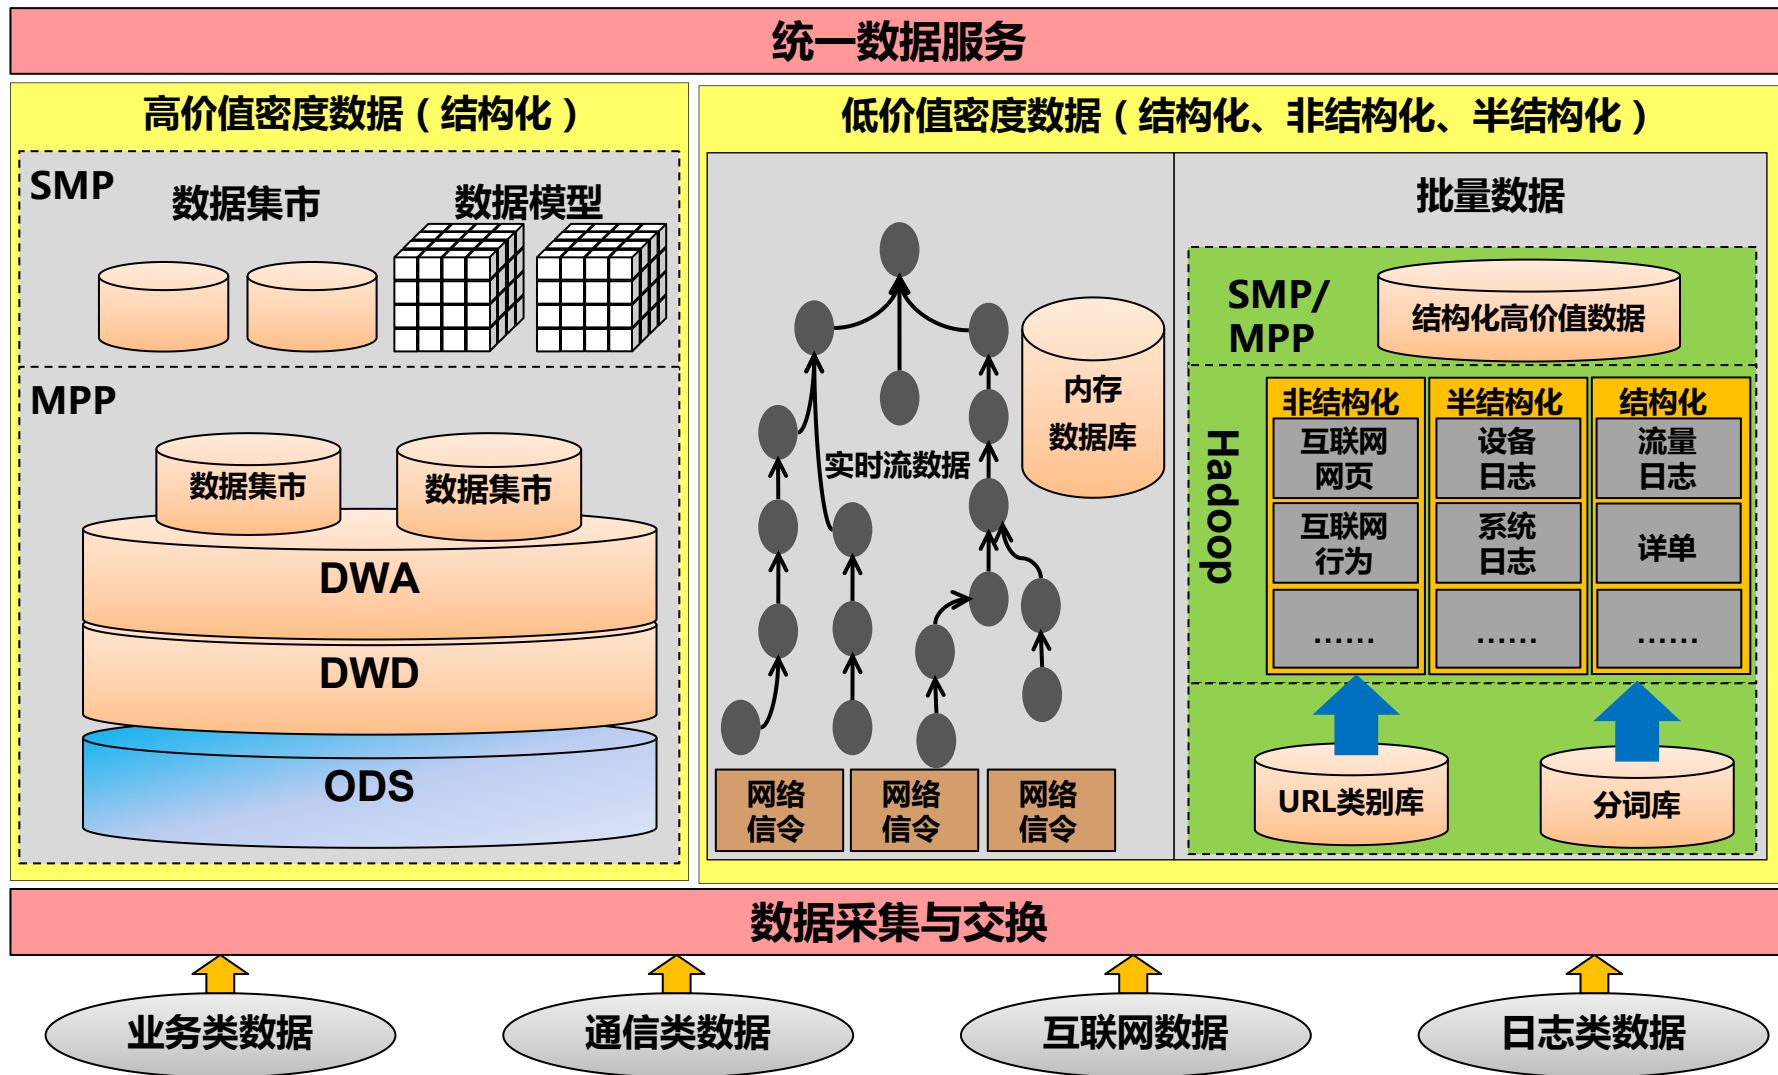 统一数据服务
高价值密度数据（结构化）
SMP
数据集市
数据模型
MPP
数据集市
数据集市
DWA
DWD
ODS
低价值密度数据（结构化、非结构化、半结构化）
实时流数据
内存
数据库
网络
信令
网络
信令
网络
信令
批量数据
SMP/
MPP
结构化高价值数据
Hadoop
非结构化
互联网
网页
互联网
行为
……
半结构化
设备
日志
系统
日志
……
结构化
流量
日志
详单
……
URL类别库
分词库
数据采集与交换
业务类数据
通信类数据
互联网数据
日志类数据